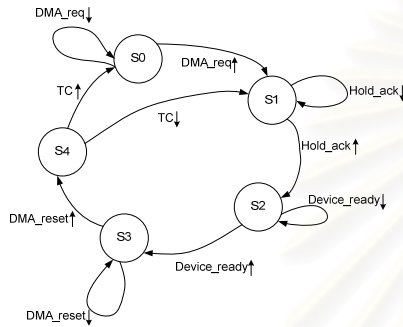 DMA_req↓
S0
DMA_req↑
S1
TC↑
Hold_ack↓
TC↓
S4
Hold_ack↑
Device_ready↓
S2
DMA_reset↑
S3
Device_ready↑
DMA_reset↓